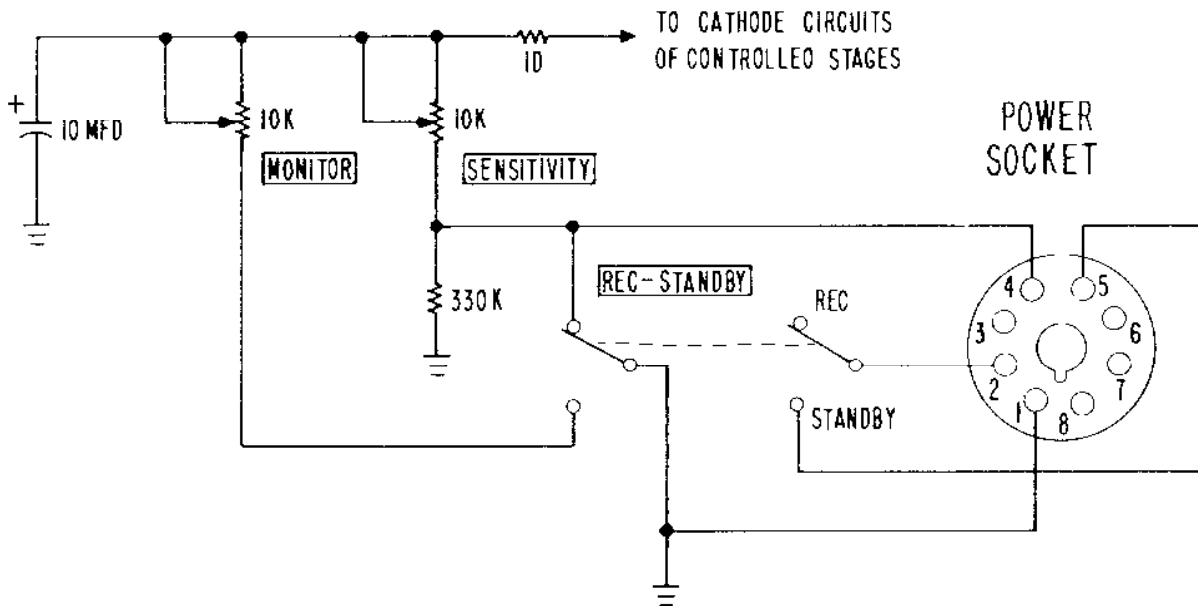 TO CATHODE CIRCUITS
OF CONTROLLEO STAGES
10
+
10 MFD
10K
10K
MONITOR
SENSITIVITY
POWER
SOCKET
REC-STANDBY
330K
REC
STANDBY
4
5
3
6
2
7
1
8